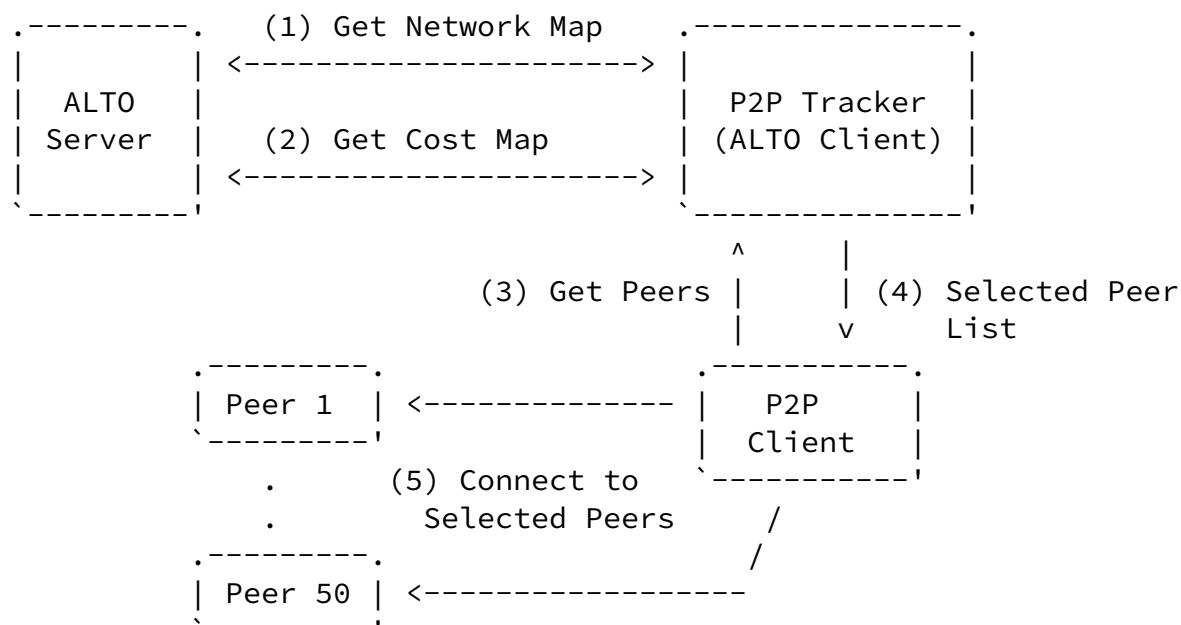 (1) Get Network Map
ALTO
Server
P2P Tracker
(ALTO Client)
(2) Get Cost Map
(3) Get Peers
(4) Selected Peer
List
Peer 1
P2P
Client
(5) Connect to
Selected Peers
.
.
Peer 50